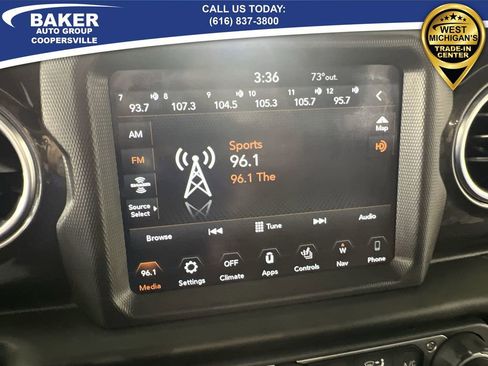 BAKER
AUTO GROUP
COOPERSVILLE
CALL US TODAY:
(616) 837-3800
WEST
MICHIGAN'S
TRADE-IN
CENTER
3:36
73°out.
7 8 9 10 11 12
93.7 107.3 104.5 105.3 105.7 95.7
AM
Map
FM
Sports
96.1
96.1 The
Source
Select
Browse
Tune
Audio
96.1
OFF
W
Media
Settings
Climate
Apps
Controls
Nav
Phone